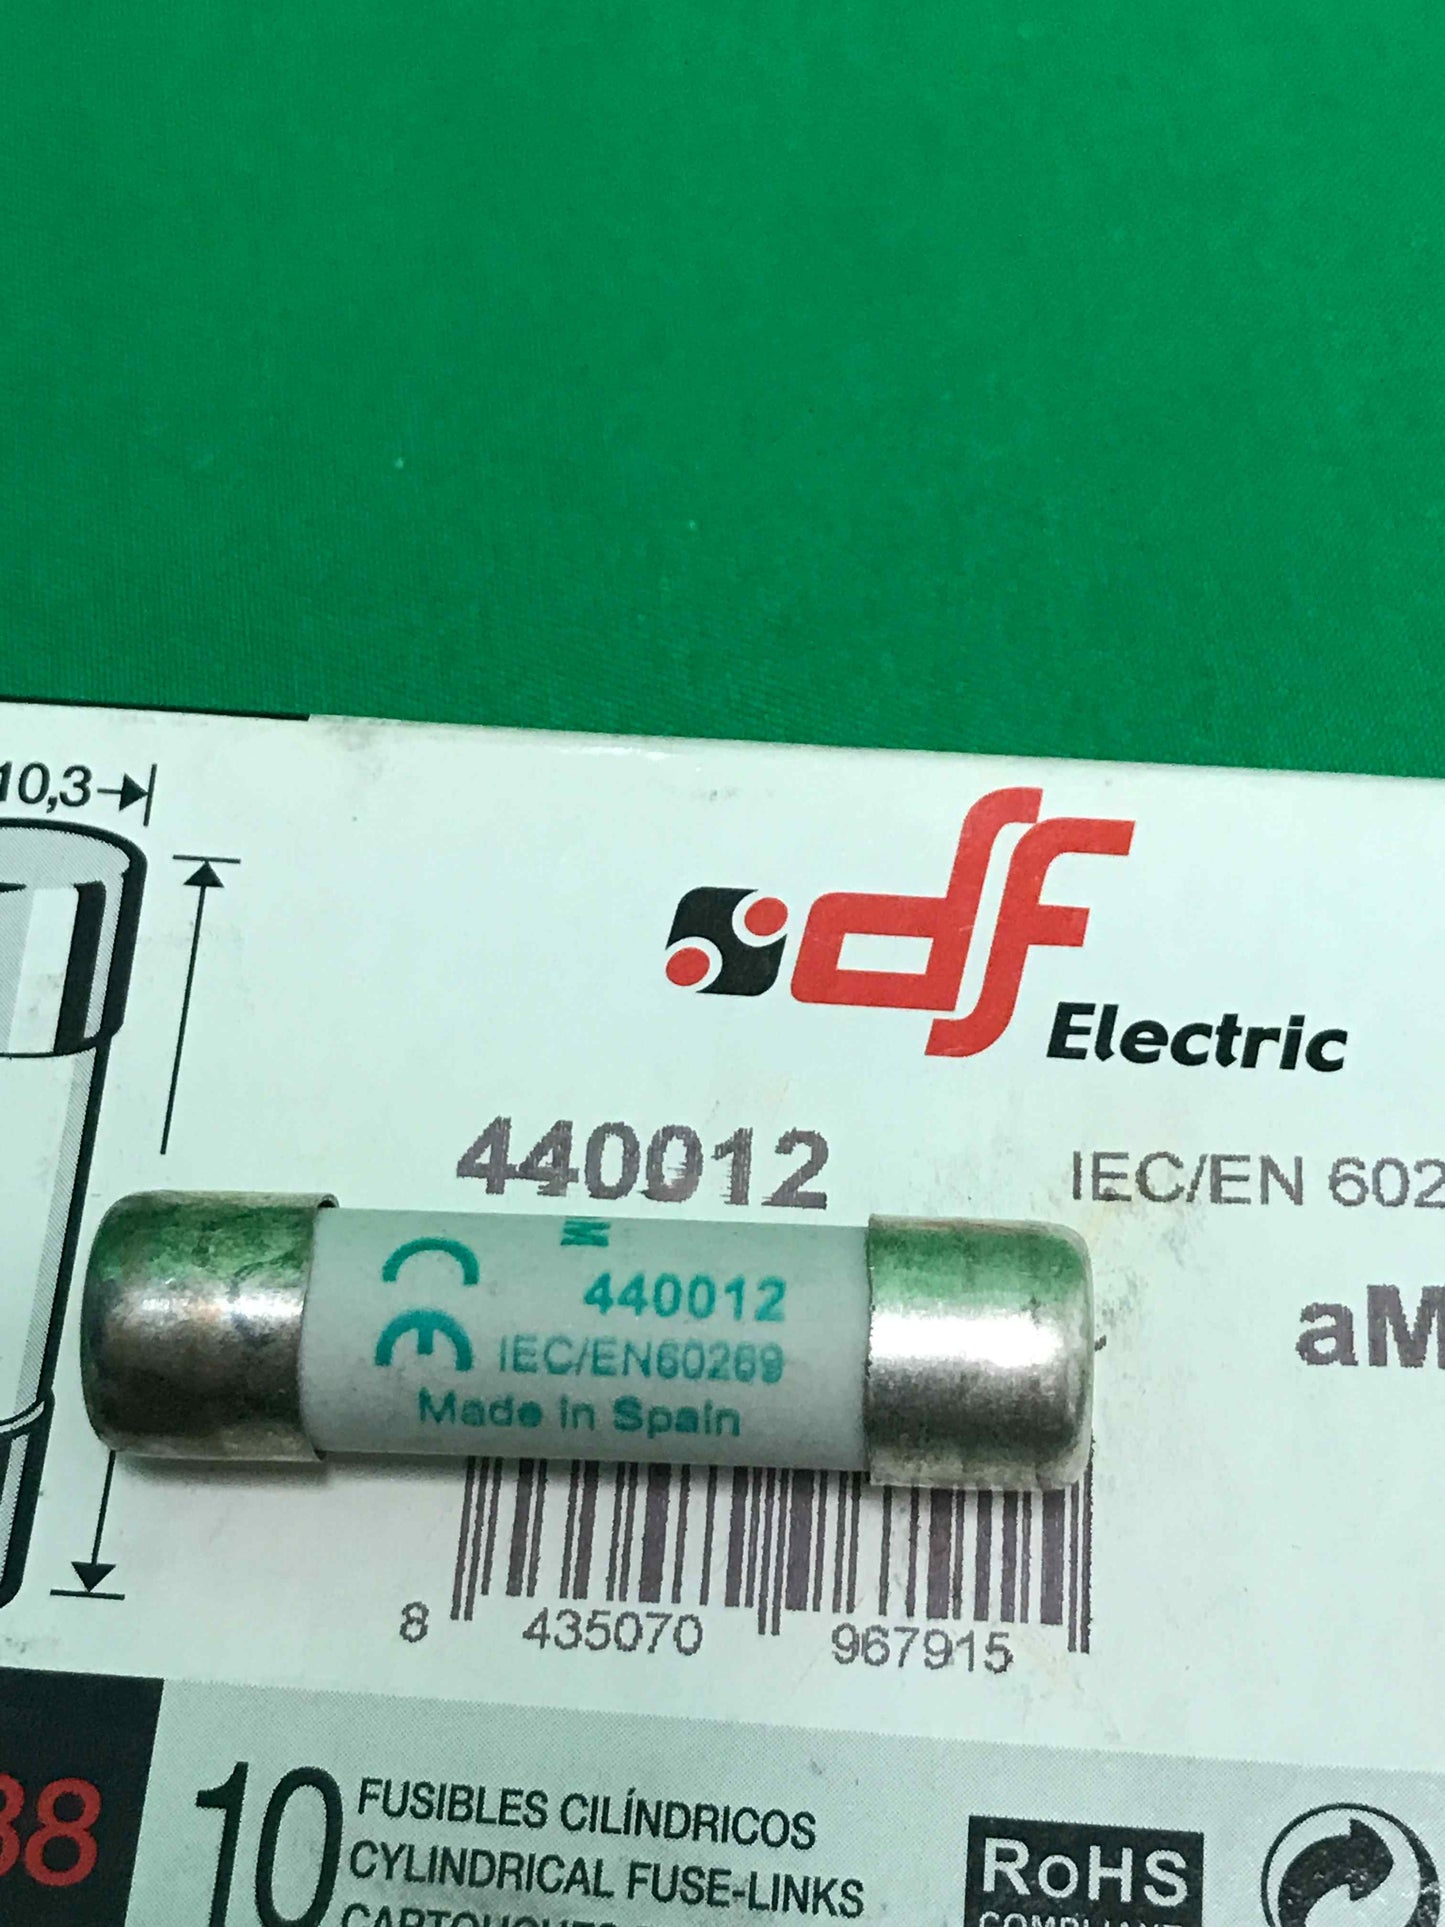 10,3
df
Electric
440012
IEC/EN 602
aM
M
CE
440012
IEC/EN60269
Made in Spain
8 435070 967915
38
10
FUSIBLES CILÍNDRICOS
CYLINDRICAL FUSE-LINKS
RoHS